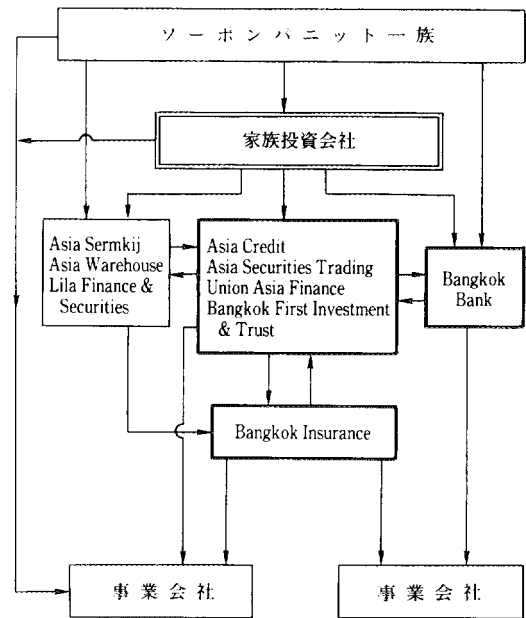 ソーポンパニット一族
家族投資会社
Asia Sermkij
Asia Warehouse
Lila Finance &
Securities
Asia Credit
Asia Securities Trading
Union Asia Finance
Bangkok First Investment
& Trust
Bangkok
Bank
Bangkok Insurance
事業会社
事業会社